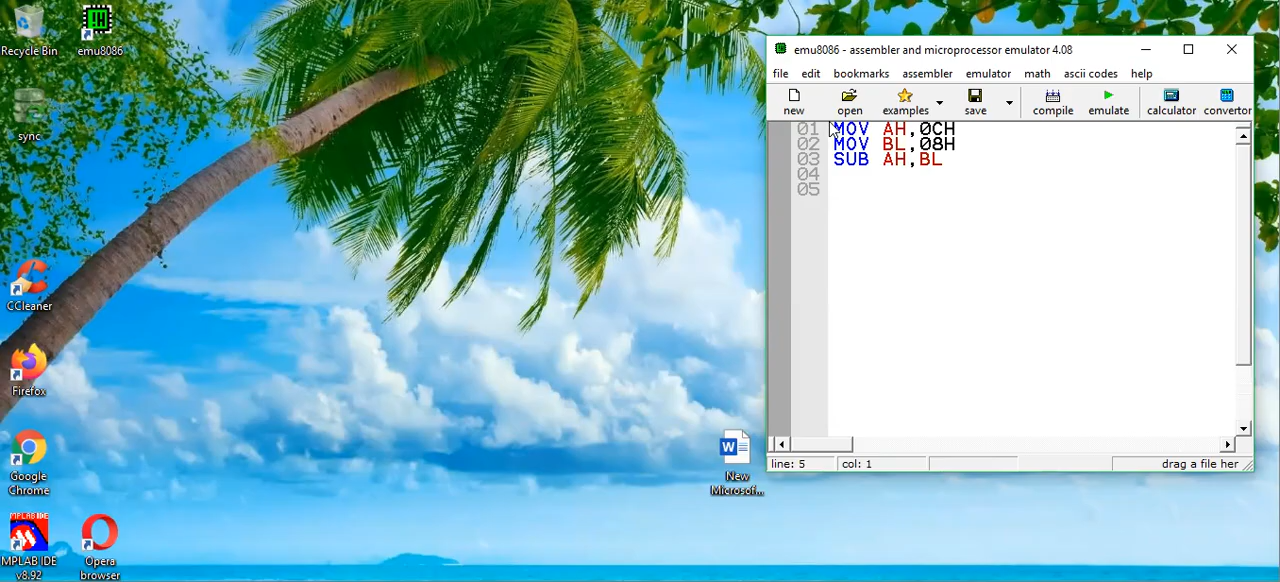 Recycle Bin
emu8086
sync
CCleaner
Firefox
Google
Chrome
MPLAB IDE
MPLAB IDE
v8.92
Opera
browser
New
Microsof...
emu8086 - assembler and microprocessor emulator 4.08
file edit bookmarks assembler emulator math ascii codes help
new open examples save compile emulate calculator convertor
01 MOV AH,0CH
02 MOV BL,08H
03 SUB AH,BL
04
05
line: 5 col: 1 drag a file her